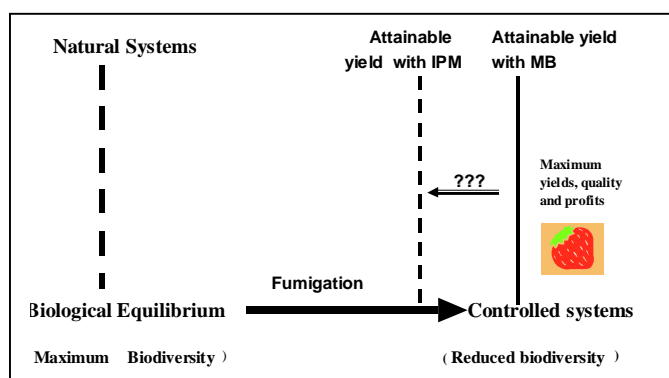 Natural Systems
Attainable
yield with IPM
Attainable yield
with MB
???
Maximum
yields, quality
and profits
Fumigation
Biological Equilibrium
Controlled systems
(Maximum Biodiversity)
(Reduced biodiversity)